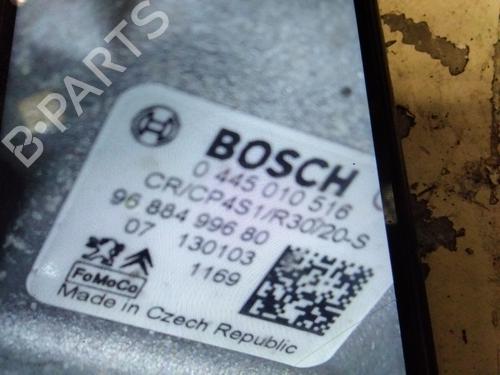 BOSCH
0 445 010 516
CR/CP4S1/R30/20-S
96 884 996 80
07 130103
1169
FoMoCo
Made in Czech Republic
B-PARTS